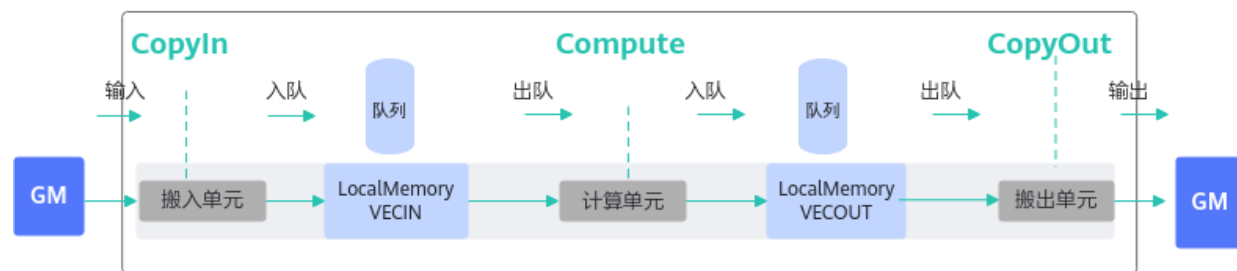 CopyIn
Compute
CopyOut
输入
入队
队列
出队
入队
队列
出队
输出
GM
搬入单元
LocalMemory
VECIN
计算单元
LocalMemory
VECOUT
搬出单元
GM